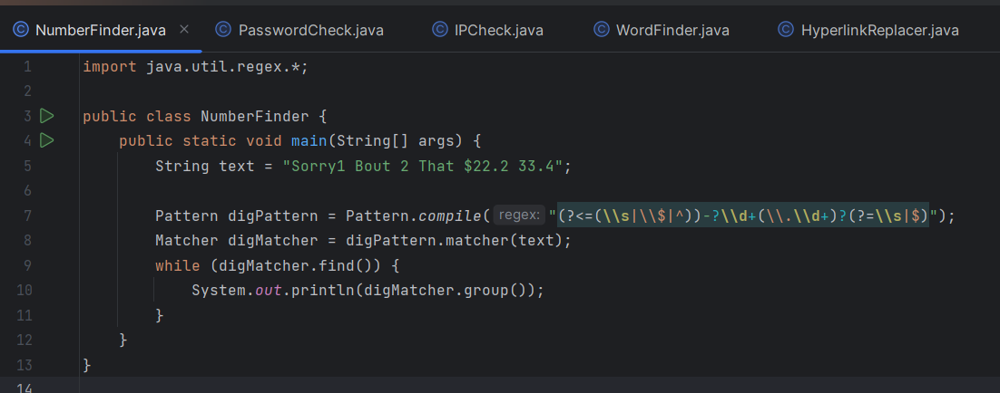 NumberFinder.java PasswordCheck.java IPCheck.java WordFinder.java HyperlinkReplacer.java
1 import java.util.regex.*;
2
3 public class NumberFinder {
4 public static void main(String[] args) {
5 String text = "Sorry1 Bout 2 That $22.2 33.4";
6
7 Pattern digPattern = Pattern.compile( regex: "(?<=(\\s|\\$|^))-?\\d+(\\.\\d+)?(?=\\s|$)");
8 Matcher digMatcher = digPattern.matcher(text);
9 while (digMatcher.find()) {
10 System.out.println(digMatcher.group());
11 }
12 }
13 }
14